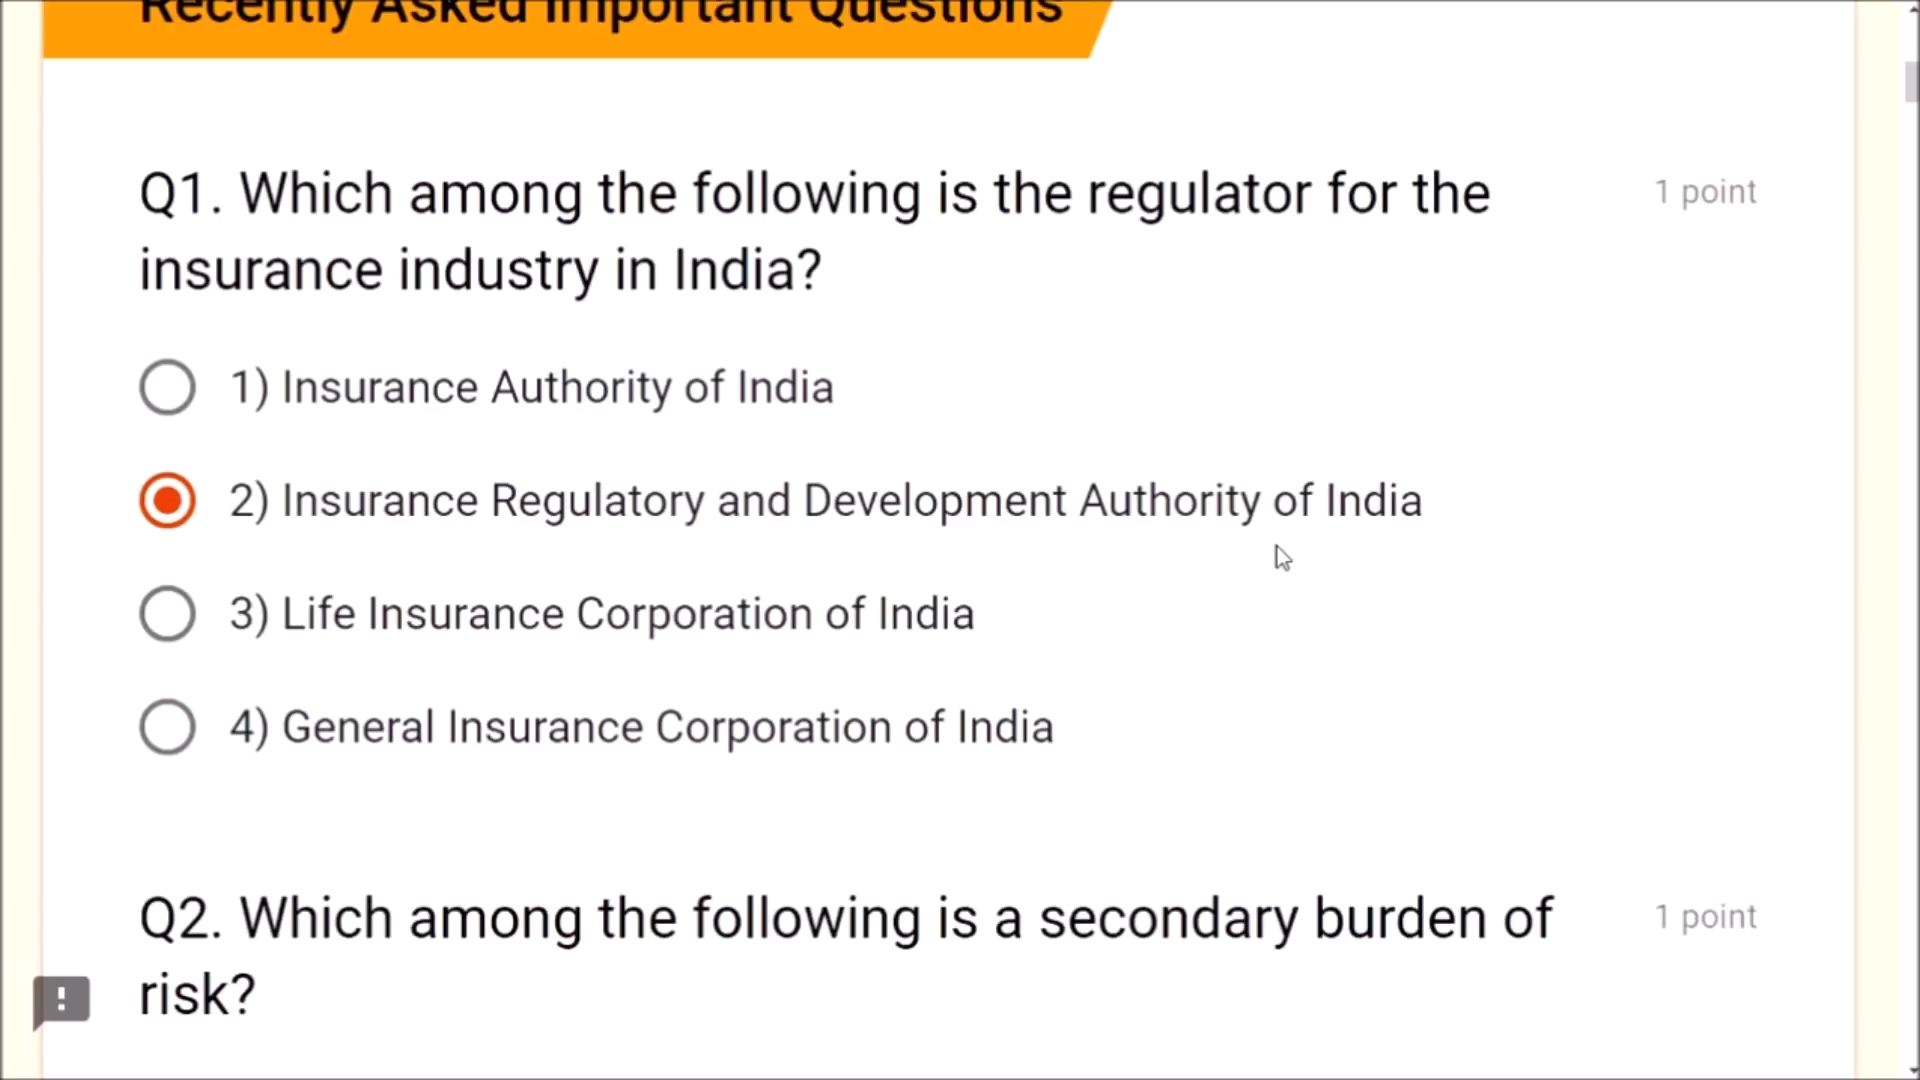 Recently Asked Important Questions
Q1. Which among the following is the regulator for the
1 point
insurance industry in India?
1) Insurance Authority of India
2) Insurance Regulatory and Development Authority of India
3) Life Insurance Corporation of India
4) General Insurance Corporation of India
Q2. Which among the following is a secondary burden of
1 point
risk?
!